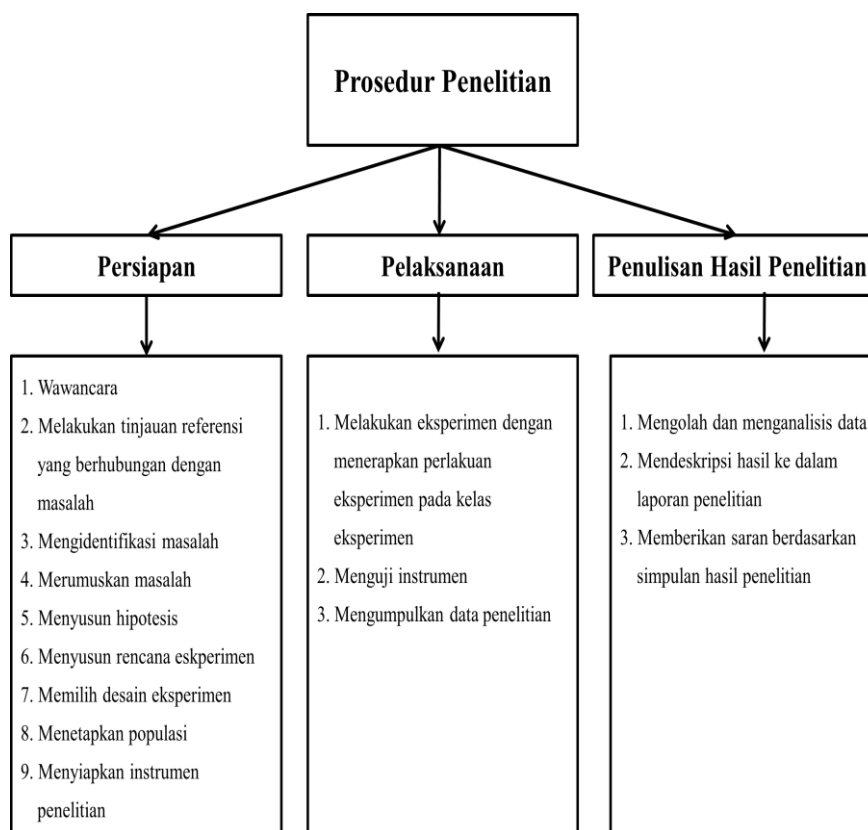 Prosedur Penelitian
Persiapan
Pelaksanaan
Penulisan Hasil Penelitian
1. Wawancara
2. Melakukan tinjauan referensi
yang berhubungan dengan
masalah
3. Mengidentifikasi masalah
4. Merumuskan masalah
5. Menyusun hipotesis
6. Menyusun rencana eskperimen
7. Memilih desain eksperimen
8. Menetapkan populasi
9. Menyiapkan instrumen
penelitian
1. Melakukan eksperimen dengan
menerapkan perlakuan
eksperimen pada kelas
eksperimen
2. Menguji instrumen
3. Mengumpulkan data penelitian
1. Mengolah dan menganalisis data
2. Mendeskripsi hasil ke dalam
laporan penelitian
3. Memberikan saran berdasarkan
simpulan hasil penelitian